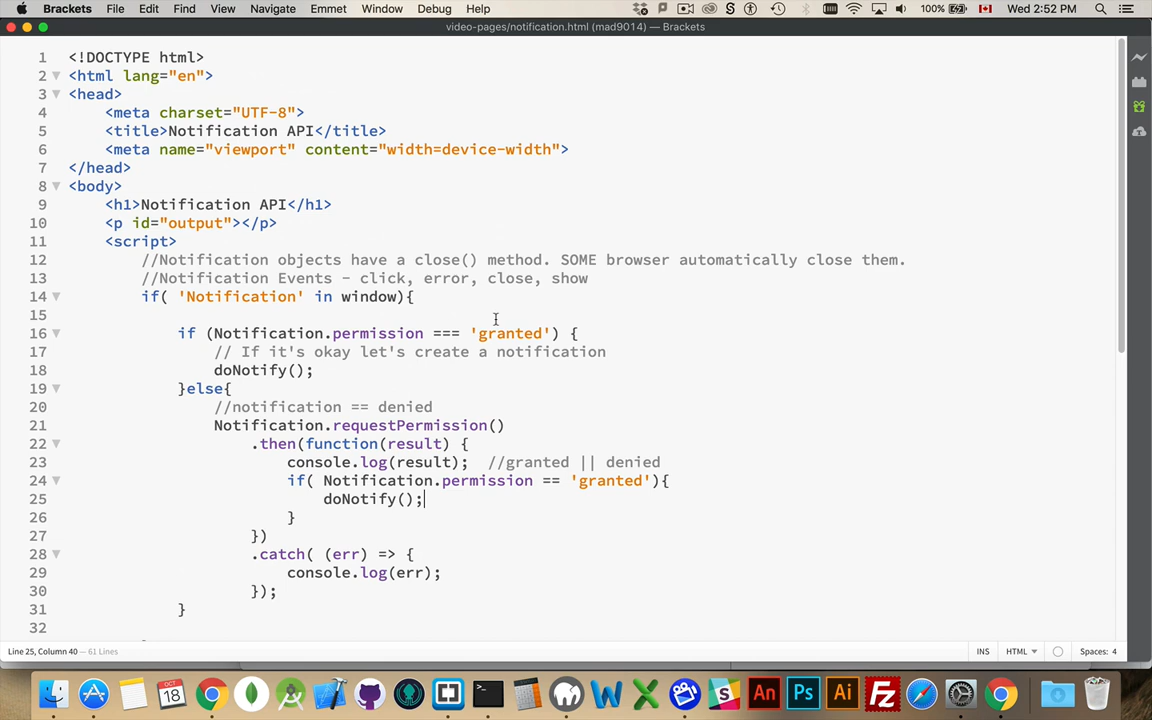 Brackets File Edit View Navigate Emmet Window Debug Help 100% Wed 2:52 PM
video-pages/notification.html (mad9014) — Brackets
1 <!DOCTYPE html>
2 <html lang="en">
3 <head>
4 <meta charset="UTF-8">
5 <title>Notification API</title>
6 <meta name="viewport" content="width=device-width">
7 </head>
8 <body>
9 <h1>Notification API</h1>
10 <p id="output"></p>
11 <script>
12 //Notification objects have a close() method. SOME browser automatically close them.
13 //Notification Events - click, error, close, show
14 if( 'Notification' in window){
15
16 if (Notification.permission === 'granted') {
17 // If it's okay let's create a notification
18 doNotify();
19 }else{
20 //notification == denied
21 Notification.requestPermission()
22 .then(function(result) {
23 console.log(result); //granted || denied
24 if( Notification.permission == 'granted'){
25 doNotify();
26 }
27 })
28 .catch( (err) => {
29 console.log(err);
30 });
31 }
32
Line 25, Column 40 — 61 Lines INS HTML Spaces: 4
OCT
18
An Ps Ai Fz